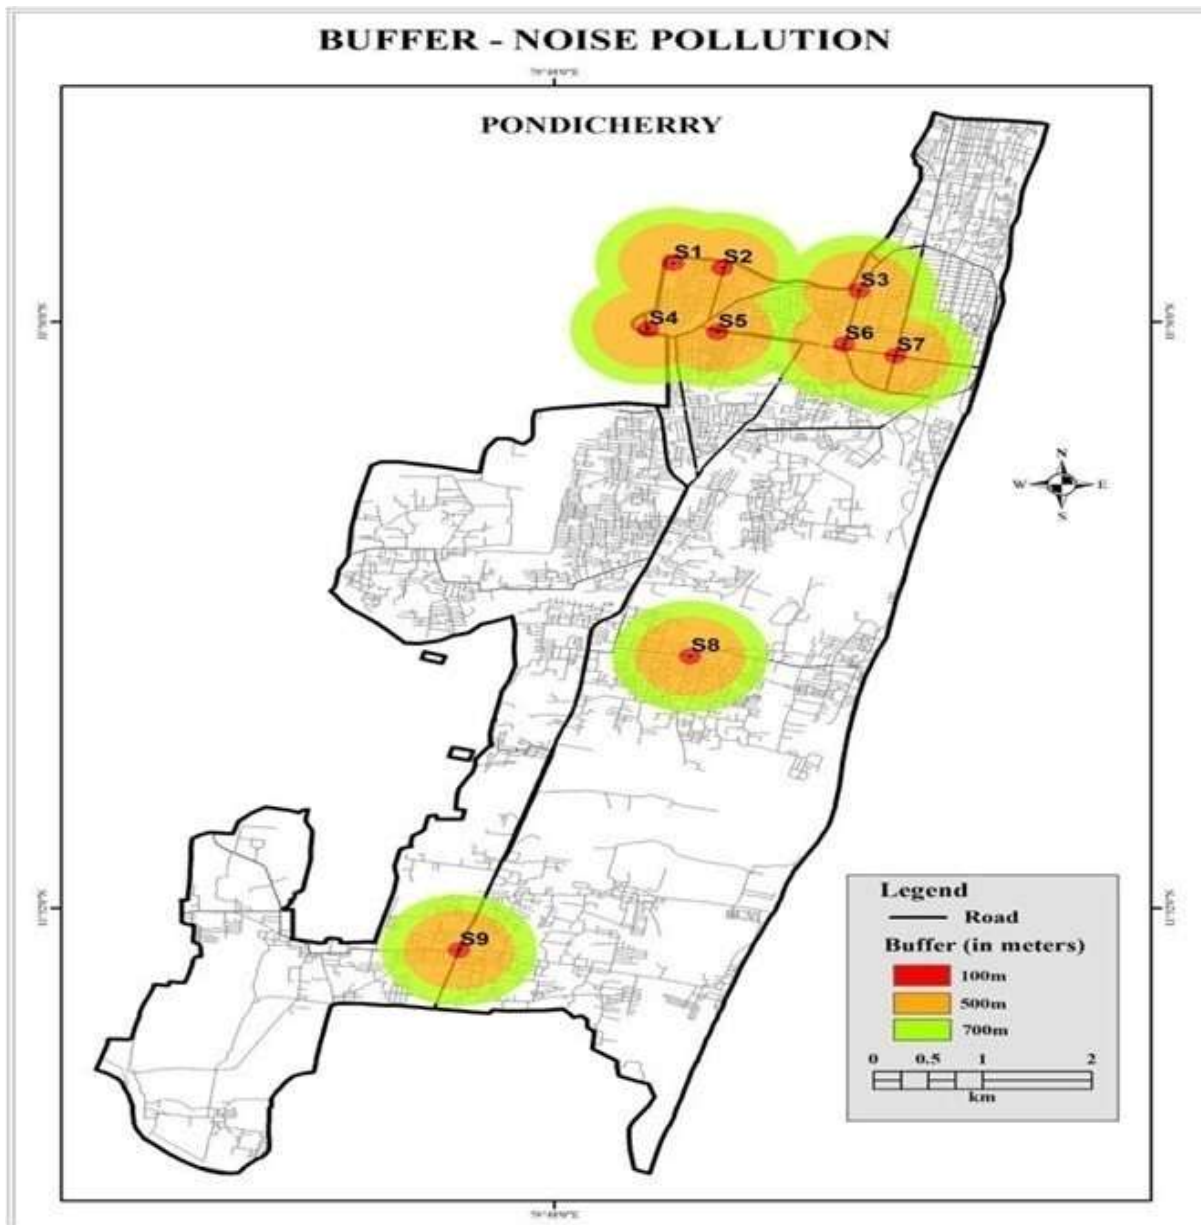 BUFFER - NOISE POLLUTION
PONDICHERRY
S1
S2
S3
S4
S5
S6
S7
N
W E
S
S8
S9
Legend
Road
Buffer (in meters)
100m
500m
700m
0 0.5 1 2
km